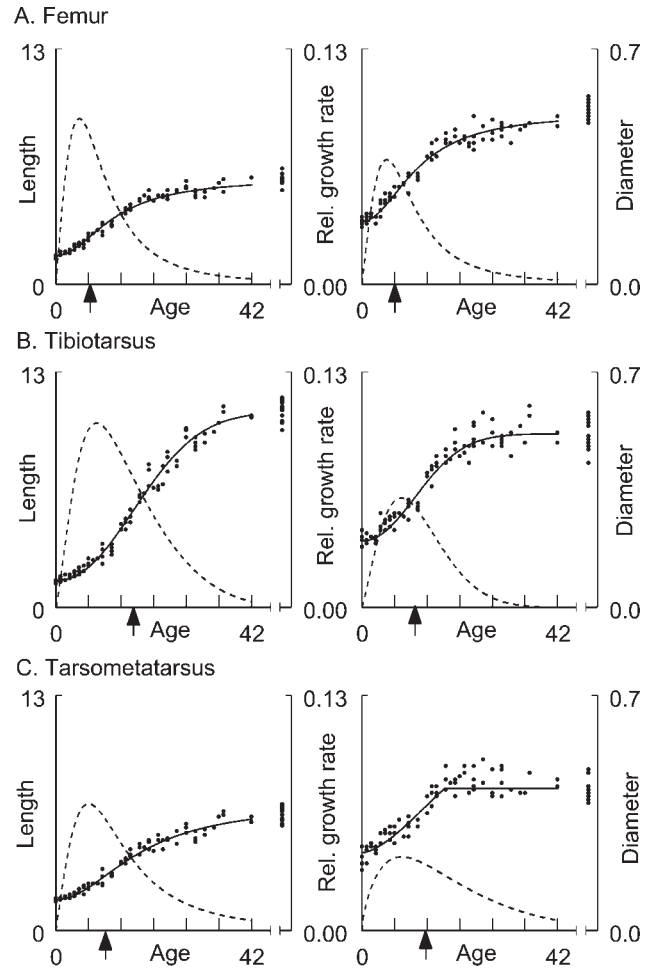 A. Femur
13 0.13 0.7
Length Rel. growth rate Diameter
0 0.00 0.0
0 Age 42 0 Age 42
B. Tibiotarsus
13 0.13 0.7
Length Rel. growth rate Diameter
0 0.00 0.0
0 Age 42 0 Age 42
C. Tarsometatarsus
13 0.13 0.7
Length Rel. growth rate Diameter
0 0.00 0.0
0 Age 42 0 Age 42